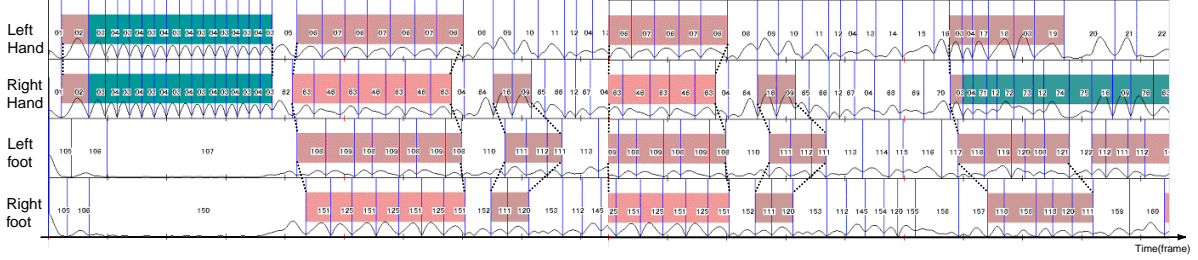 Left
Hand
01 02 03 04 03 04 03 04 03 04 03 04 03 04 03 05 06 07 06 07 06 07 06 08 09 10 11 12 04 06 07 06 07 06 07 06 08 09 10 11 12 04 13 14 15 16 03 04 17 18 03 19 20 21 22
Right
Hand
01 02 03 04 03 04 03 04 03 04 03 04 03 04 03 62 63 46 63 46 63 46 63 04 64 16 09 65 66 12 67 04 63 46 63 46 63 04 64 16 09 65 66 12 67 04 68 69 70 03 04 71 12 73 12 74 75 76 09 76 63
Left
foot
105 106 107 108 109 108 109 108 109 108 110 111 112 111 113 09 108 109 108 109 108 110 111 112 111 113 114 115 116 117 118 119 120 108 121 122 112 111 112
Right
foot
105 106 150 151 125 151 125 151 125 151 152 111 120 153 112 145 25 151 125 151 125 151 152 111 120 153 112 145 154 120 155 156 157 118 158 118 120 111 159 160
Time(frame)